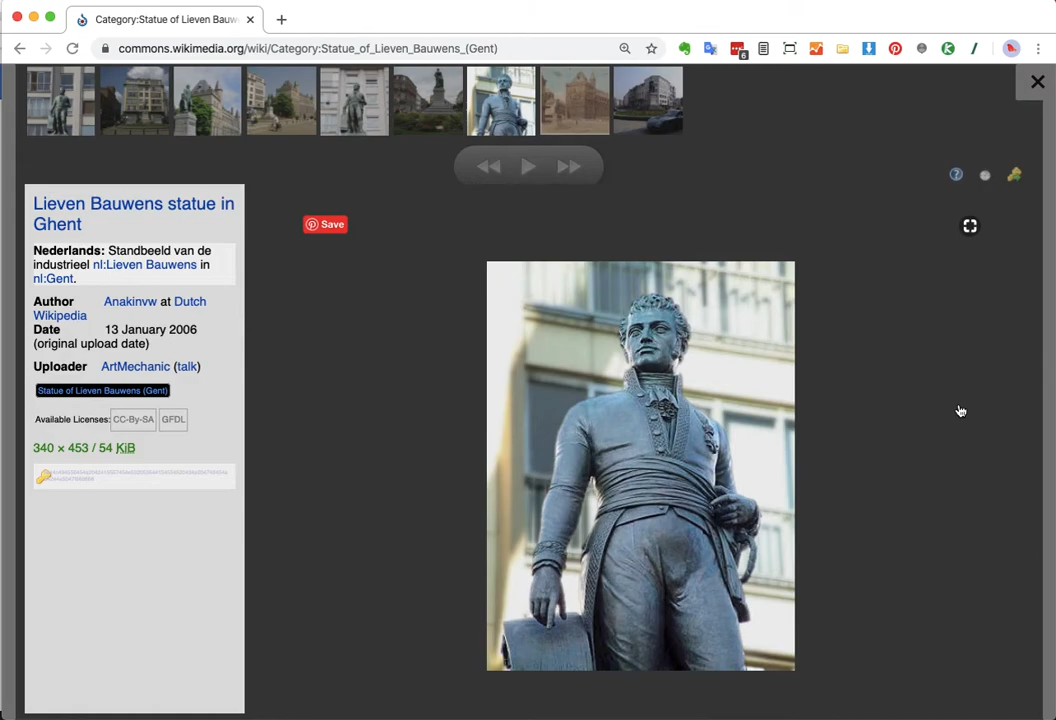 Category:Statue of Lieven Bauw
commons.wikimedia.org/wiki/Category:Statue_of_Lieven_Bauwens_(Gent)
6
Save
Lieven Bauwens statue in
Ghent
Nederlands: Standbeeld van de
industrieel nl:Lieven Bauwens in
nl:Gent.
Author Anakinvw at Dutch
Wikipedia
Date 13 January 2006
(original upload date)
Uploader ArtMechanic (talk)
Statue of Lieven Bauwens (Gent)
Available Licenses: CC-By-SA GFDL
340 × 453 / 54 KiB